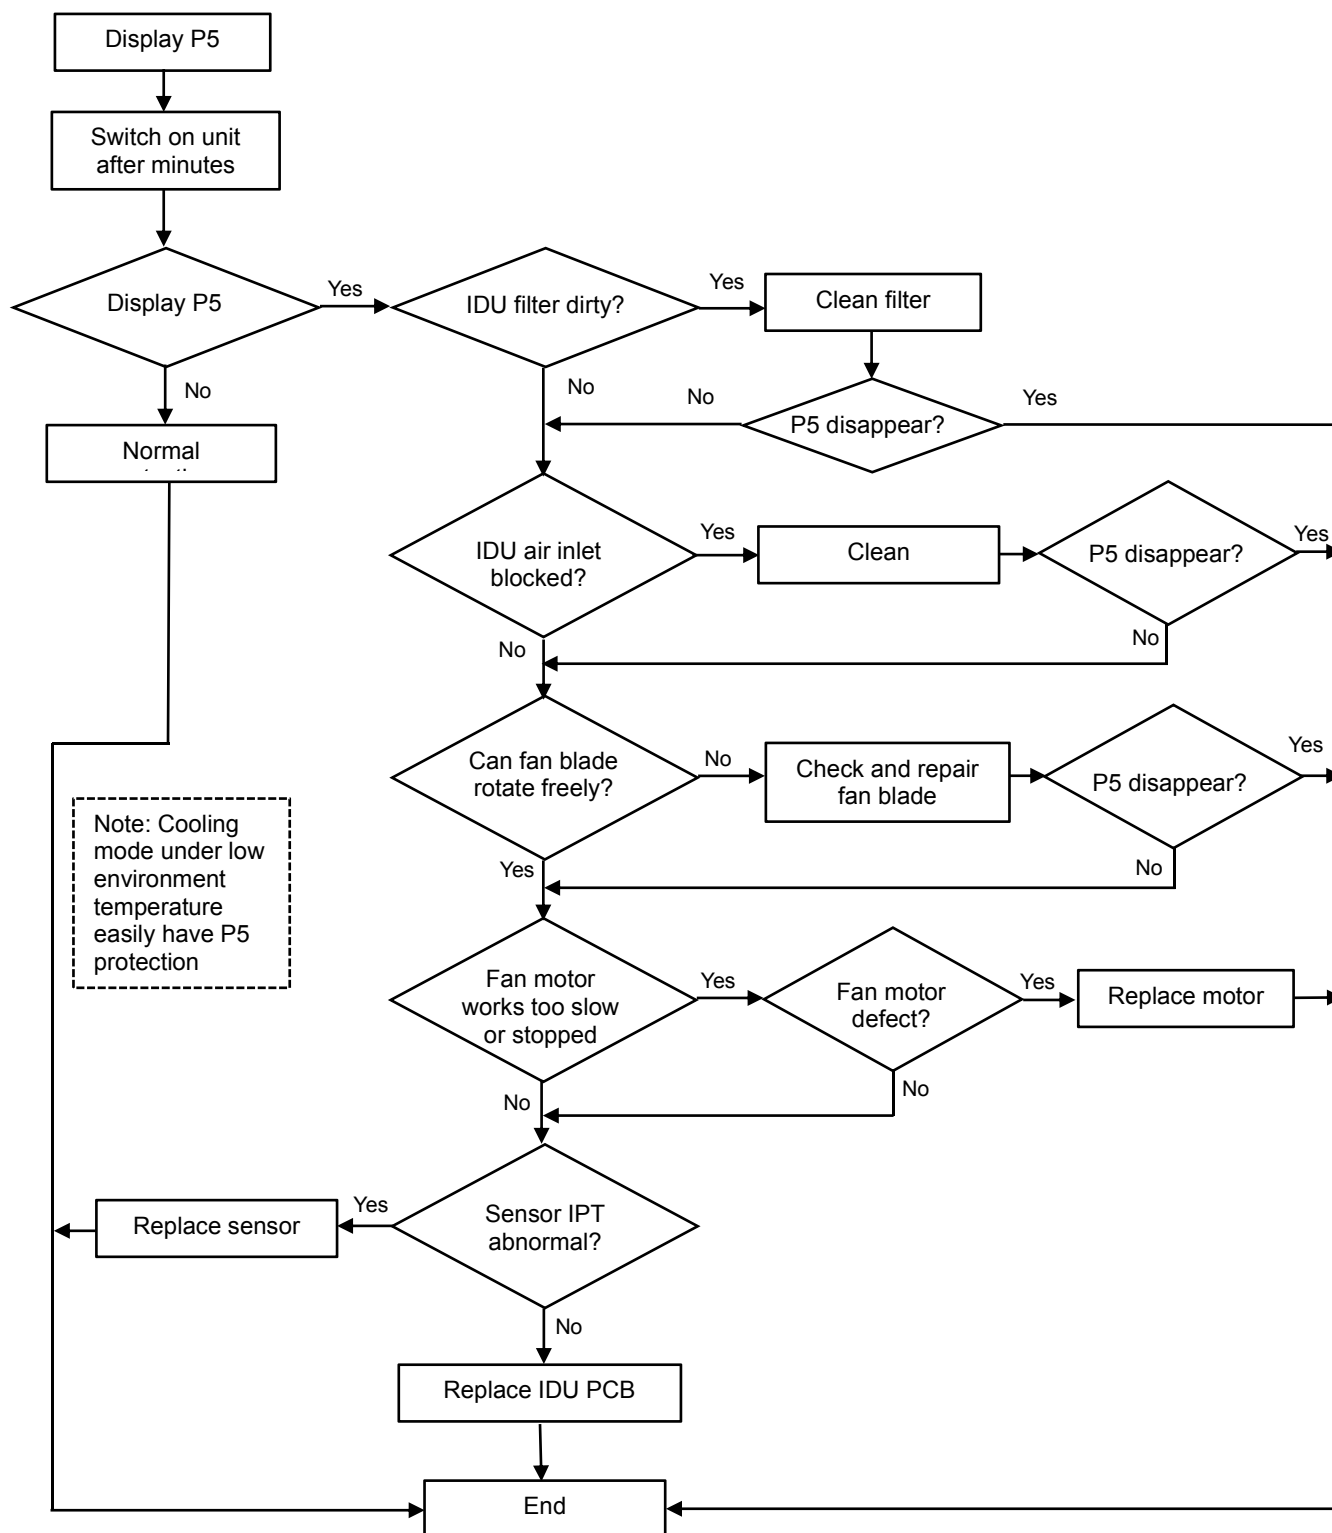 Display P5
Switch on unit
after minutes
Display P5
Yes
IDU filter dirty?
Yes
Clean filter
No
No
No
P5 disappear?
Yes
Normal
IDU air inlet
blocked?
Yes
Clean
P5 disappear?
Yes
No
No
Can fan blade
rotate freely?
No
Check and repair
fan blade
P5 disappear?
Yes
Note: Cooling
mode under low
environment
temperature
easily have P5
protection
Yes
No
Fan motor
works too slow
or stopped
Yes
Fan motor
defect?
Yes
Replace motor
No
No
Replace sensor
Yes
Sensor IPT
abnormal?
No
Replace IDU PCB
End